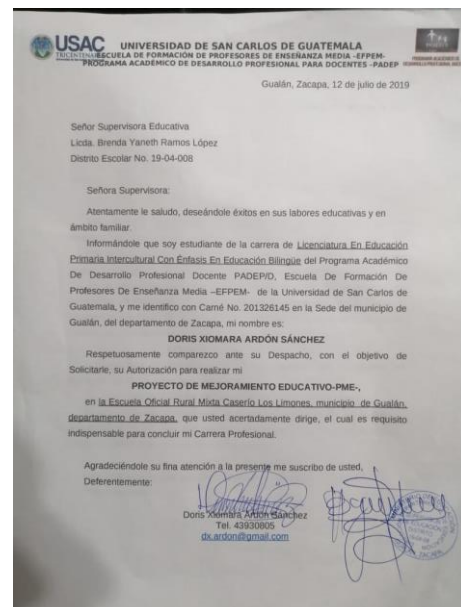 USAC
TRICENTENARIA
UNIVERSIDAD DE SAN CARLOS DE GUATEMALA
ESCUELA DE FORMACIÓN DE PROFESORES DE ENSEÑANZA MEDIA -EFPEM-
PROGRAMA ACADÉMICO DE DESARROLLO PROFESIONAL PARA DOCENTES -PADEP
Gualán, Zacapa, 12 de julio de 2019
Señor Supervisora Educativa
Licda. Brenda Yaneth Ramos López
Distrito Escolar No. 19-04-008
Señora Supervisora:
Atentamente le saludo, deseándole éxitos en sus labores educativas y en
ámbito familiar.
Informándole que soy estudiante de la carrera de Licenciatura En Educación
Primaria Intercultural Con Énfasis En Educación Bilingüe del Programa Académico
De Desarrollo Profesional Docente PADEP/D, Escuela De Formación De
Profesores De Enseñanza Media –EFPEM- de la Universidad de San Carlos de
Guatemala, y me identifico con Carné No. 201326145 en la Sede del municipio de
Gualán, del departamento de Zacapa, mi nombre es:
DORIS XIOMARA ARDÓN SÁNCHEZ
Respetuosamente comparezco ante su Despacho, con el objetivo de
Solicitarle, su Autorización para realizar mi
PROYECTO DE MEJORAMIENTO EDUCATIVO-PME-,
en la Escuela Oficial Rural Mixta Caserío Los Limones, municipio de Gualán,
departamento de Zacapa, que usted acertadamente dirige, el cual es requisito
indispensable para concluir mi Carrera Profesional.
Agradeciéndole su fina atención a la presente me suscribo de usted,
Deferentemente:
Doris Xiomara Ardón Sánchez
Tel. 43930805
dx.ardon@gmail.com